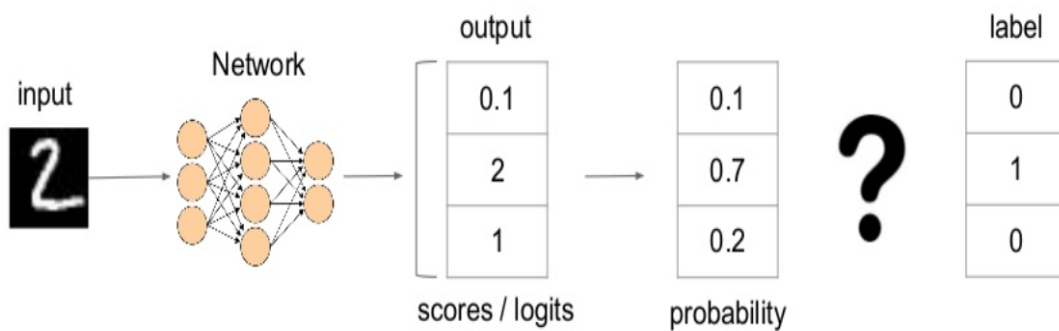 input
2
Network
output
0.1
2
1
scores / logits
0.1
0.7
0.2
probability
?
label
0
1
0